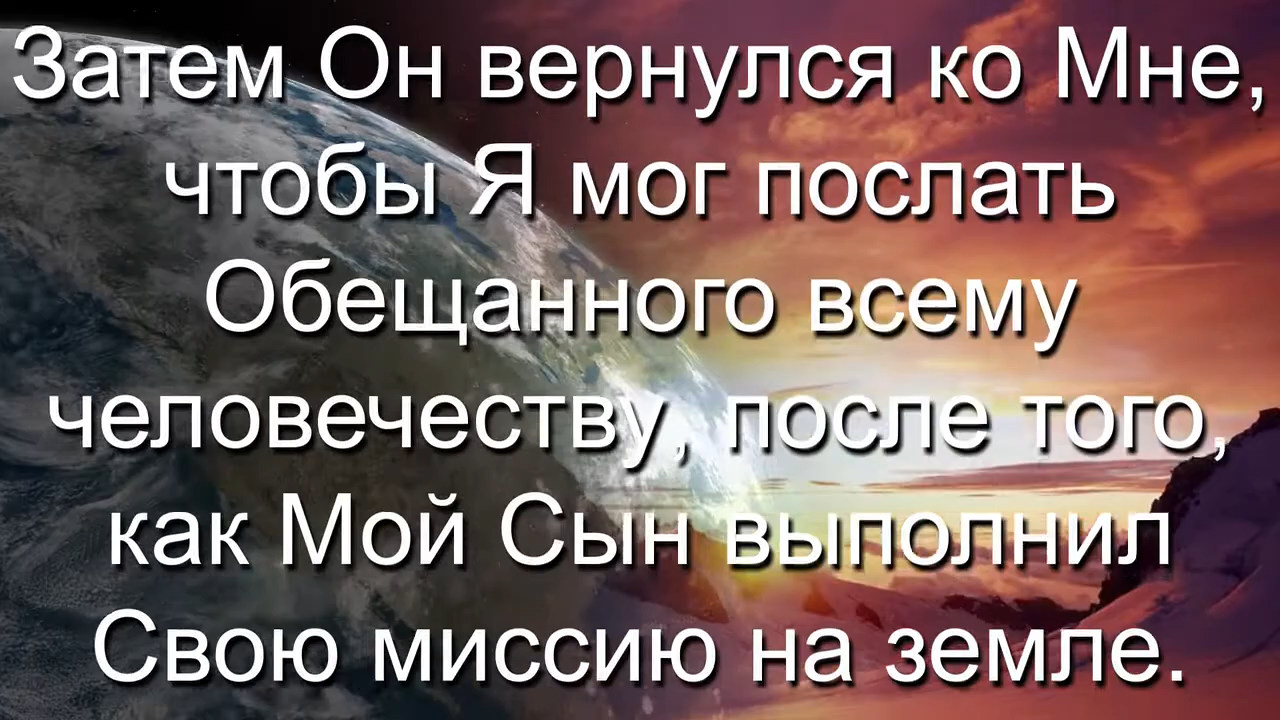 Затем Он вернулся ко Мне,
чтобы Я мог послать
Обещанного всему
человечеству, после того,
как Мой Сын выполнил
Свою миссию на земле.